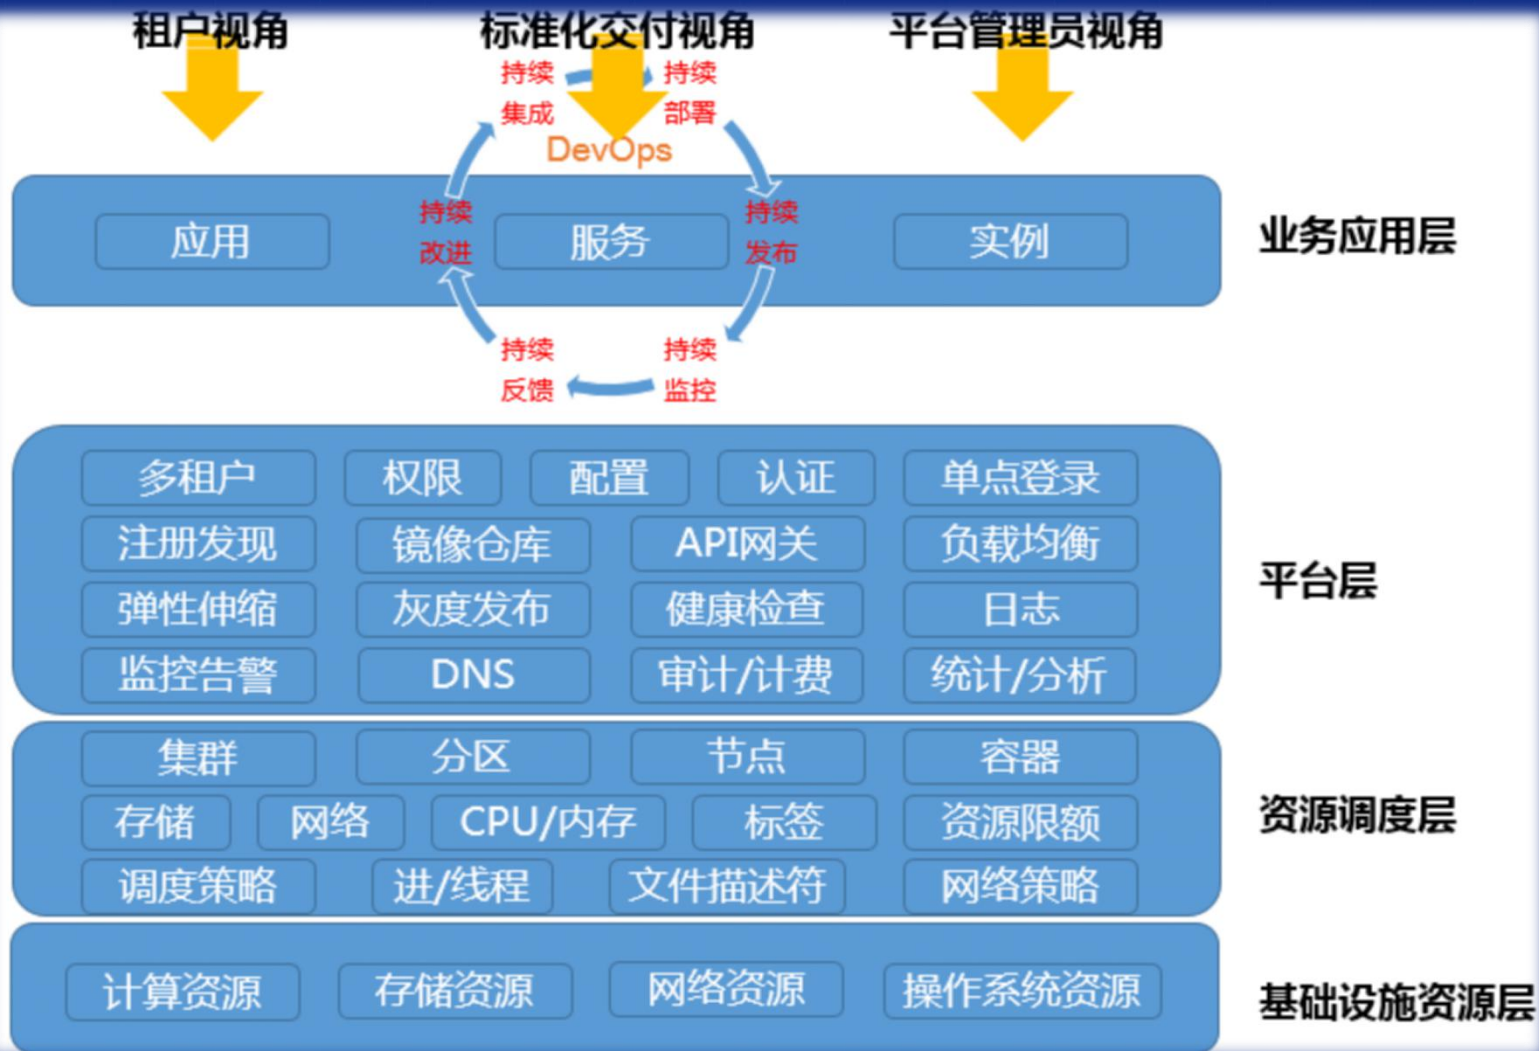 租户视角 标准化交付视角 平台管理员视角
持续 持续
集成 部署
DevOps
持续 持续
改进 发布
应用 服务 实例
业务应用层
持续 持续
反馈 监控
多租户 权限 配置 认证 单点登录
注册发现 镜像仓库 API网关 负载均衡
平台层
弹性伸缩 灰度发布 健康检查 日志
监控告警 DNS 审计/计费 统计/分析
集群 分区 节点 容器
存储 网络 CPU/内存 标签 资源限额
资源调度层
调度策略 进/线程 文件描述符 网络策略
计算资源 存储资源 网络资源 操作系统资源
基础设施资源层